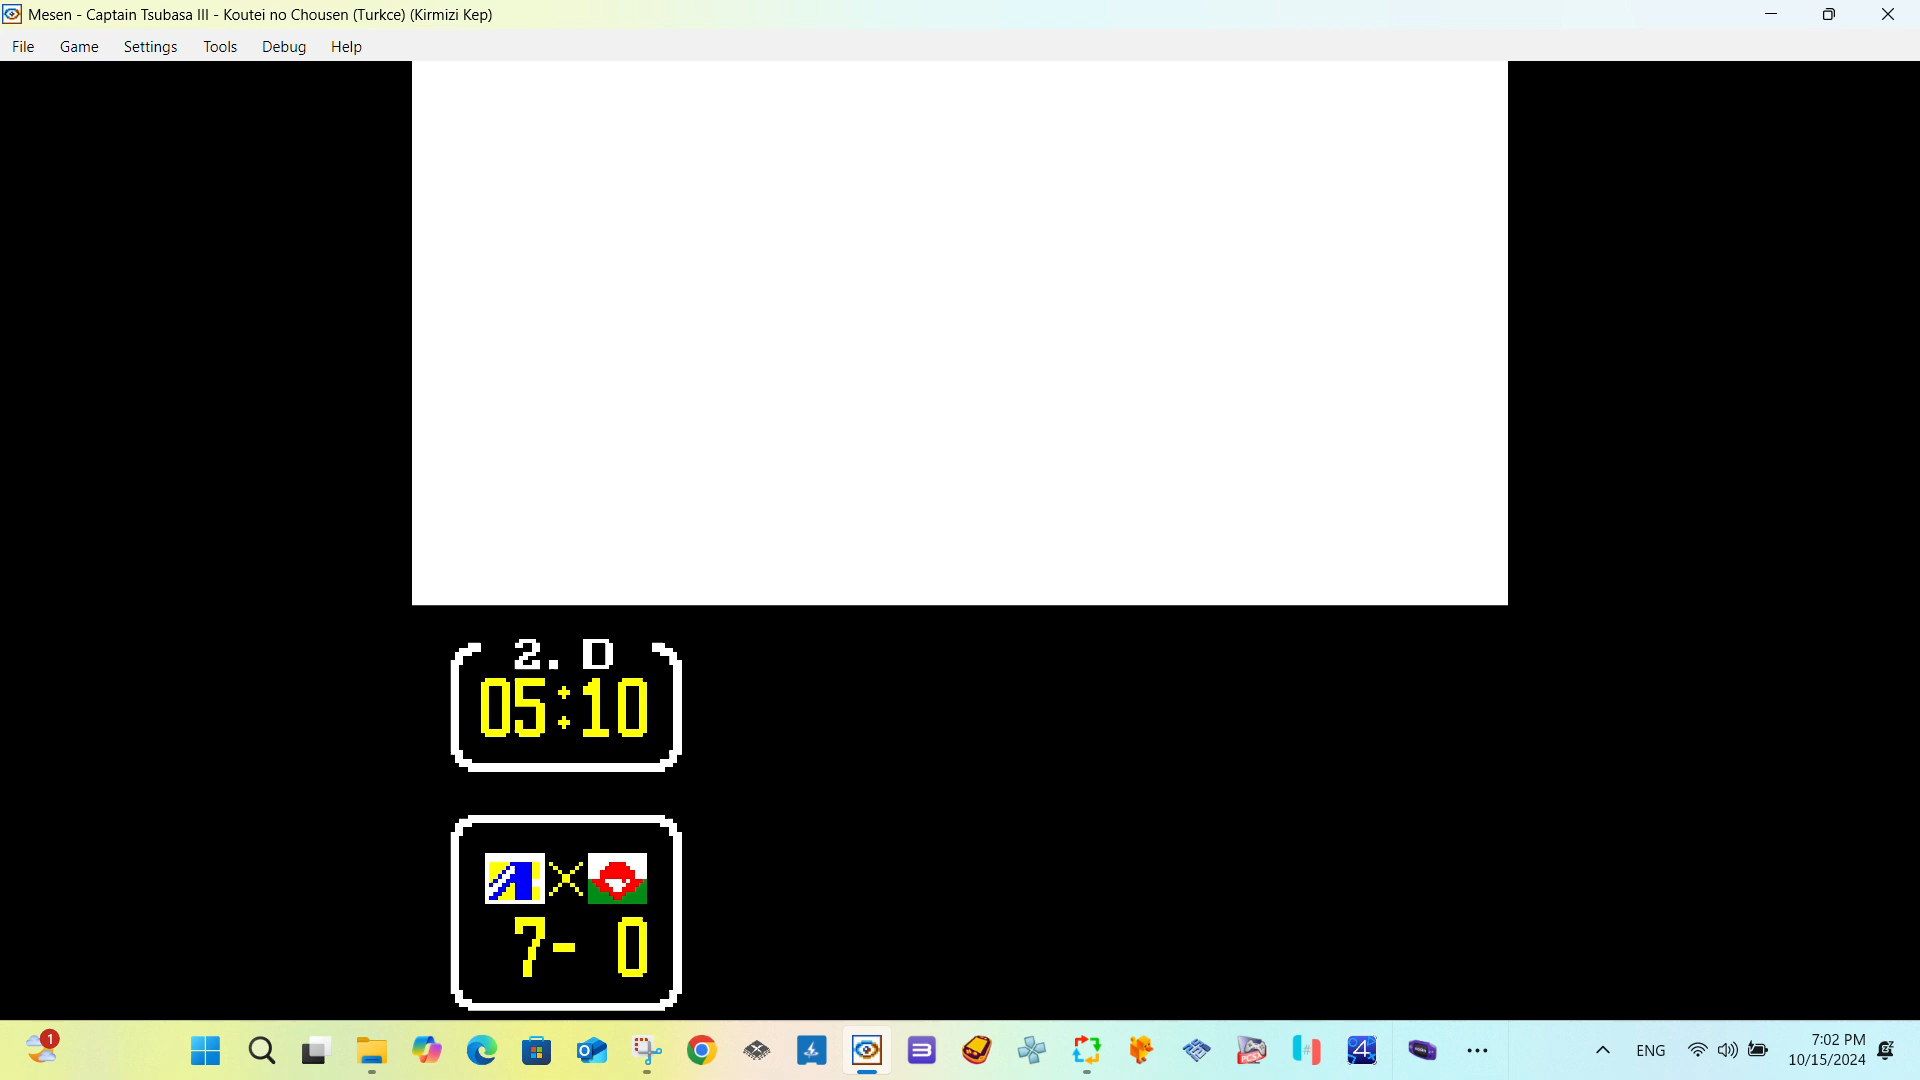 Mesen - Captain Tsubasa III - Koutei no Chousen (Turkce) (Kirmizi Kep)
File Game Settings Tools Debug Help
2. D
05:10
7- 0
1
ENG
7:02 PM
10/15/2024